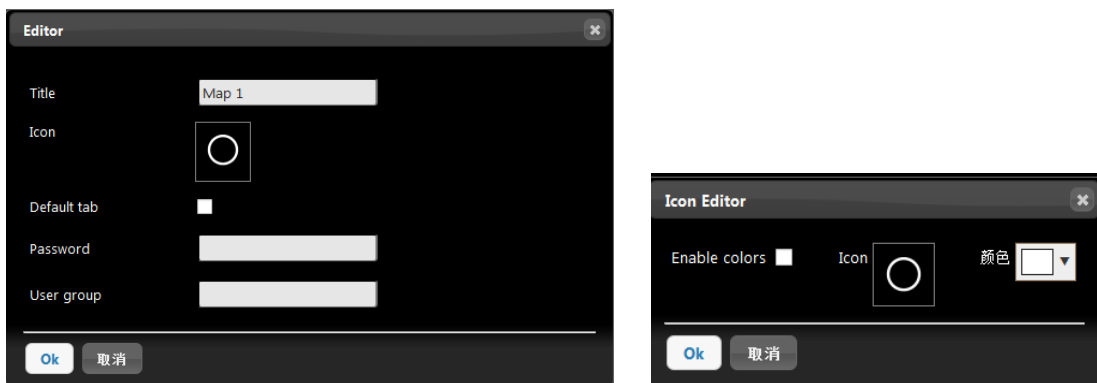 Editor
Title Map 1
Icon
Default tab
Password
User group
Ok 取消
Icon Editor
Enable colors Icon 颜色
Ok 取消